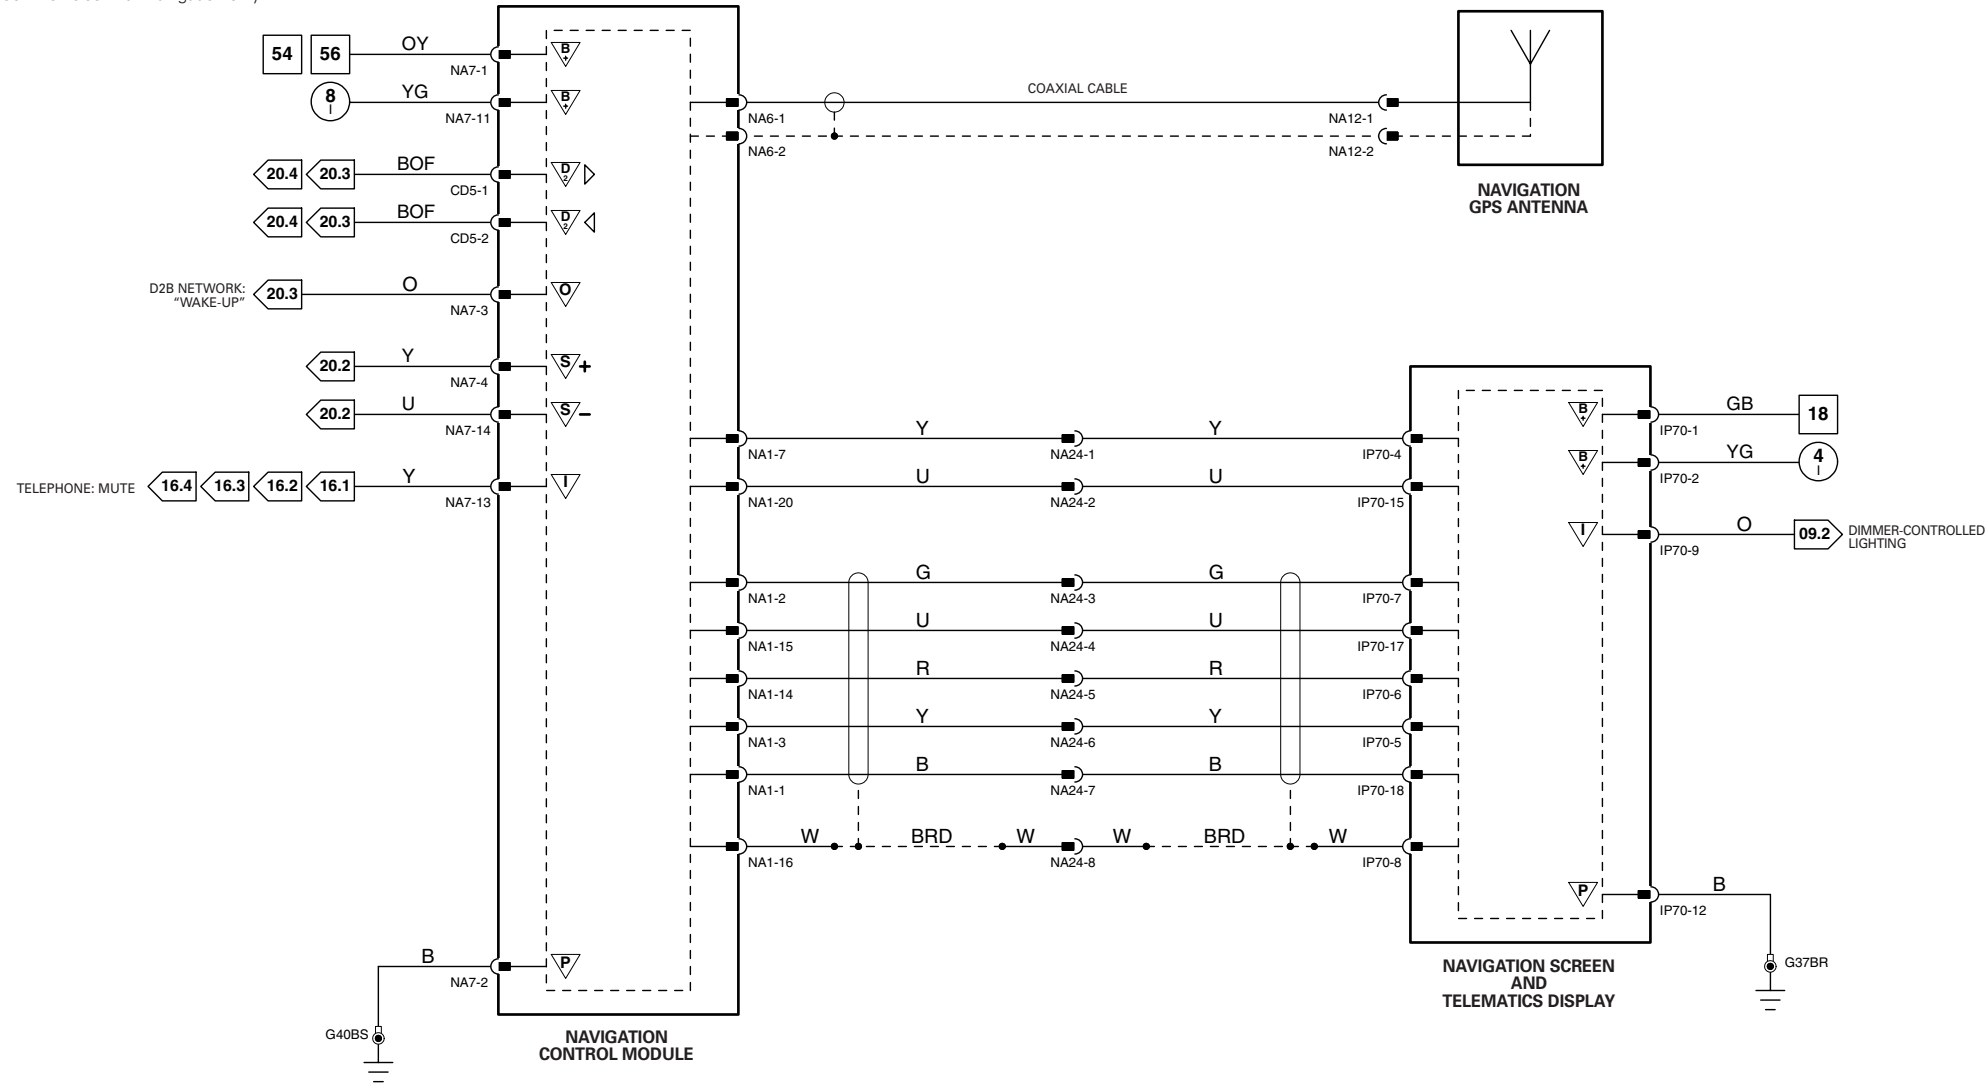 54 56 OY
NA7-1
B+
8 I YG
NA7-11
B+
20.4 20.3 BOF
CD5-1
D2
20.4 20.3 BOF
CD5-2
D2
D2B NETWORK:
“WAKE-UP”
20.3 O
NA7-3
O
20.2 Y
NA7-4
S+
20.2 U
NA7-14
S–
TELEPHONE: MUTE 16.4 16.3 16.2 16.1 Y
NA7-13
I
B
NA7-2
P
G40BS
NAVIGATION
CONTROL MODULE
COAXIAL CABLE
NA6-1 NA12-1
NA6-2 NA12-2
NAVIGATION
GPS ANTENNA
Y Y
NA1-7 NA24-1 IP70-4
U U
NA1-20 NA24-2 IP70-15
G G
NA1-2 NA24-3 IP70-7
U U
NA1-15 NA24-4 IP70-17
R R
NA1-14 NA24-5 IP70-6
Y Y
NA1-3 NA24-6 IP70-5
B B
NA1-1 NA24-7 IP70-18
W BRD W W BRD W
NA1-16 NA24-8 IP70-8
B+ GB 18
IP70-1
B+ YG 4 I
IP70-2
I O 09.2 DIMMER-CONTROLLED
LIGHTING
IP70-9
P B
IP70-12
G37BR
NAVIGATION SCREEN
AND
TELEMATICS DISPLAY